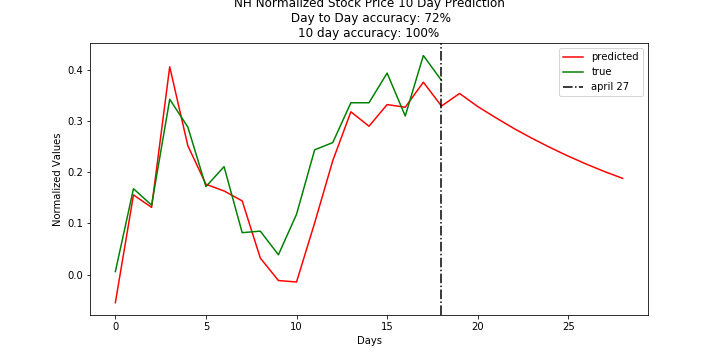 NH Normalized Stock Price 10 Day Prediction
Day to Day accuracy: 72%
10 day accuracy: 100%
predicted
true
april 27
Normalized Values
0.4
0.3
0.2
0.1
0.0
0 5 10 15 20 25
Days